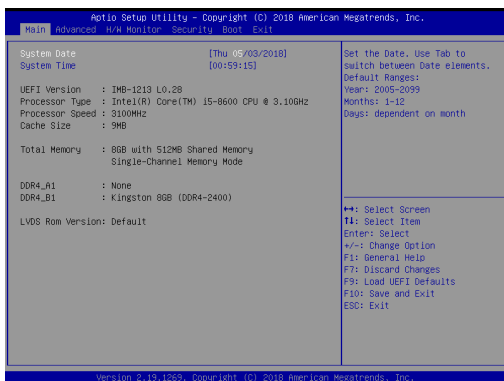 Aptio Setup Utility – Copyright (C) 2018 American Megatrends, Inc.
Main Advanced H/W Monitor Security Boot Exit
System Date [Thu 05/03/2018]
System Time [00:59:15]
UEFI Version : IMB-1213 L0.28
Processor Type : Intel(R) Core(TM) i5-8600 CPU @ 3.10GHz
Processor Speed : 3100MHz
Cache Size : 9MB
Total Memory : 8GB with 512MB Shared Memory
Single-Channel Memory Mode
DDR4_A1 : None
DDR4_B1 : Kingston 8GB (DDR4-2400)
LVDS Rom Version: Default
Set the Date. Use Tab to
switch between Date elements.
Default Ranges:
Year: 2005-2099
Months: 1-12
Days: dependent on month
↔: Select Screen
↑↓: Select Item
Enter: Select
+/-: Change Option
F1: General Help
F7: Discard Changes
F9: Load UEFI Defaults
F10: Save and Exit
ESC: Exit
Version 2.19.1269. Copyright (C) 2018 American Megatrends, Inc.